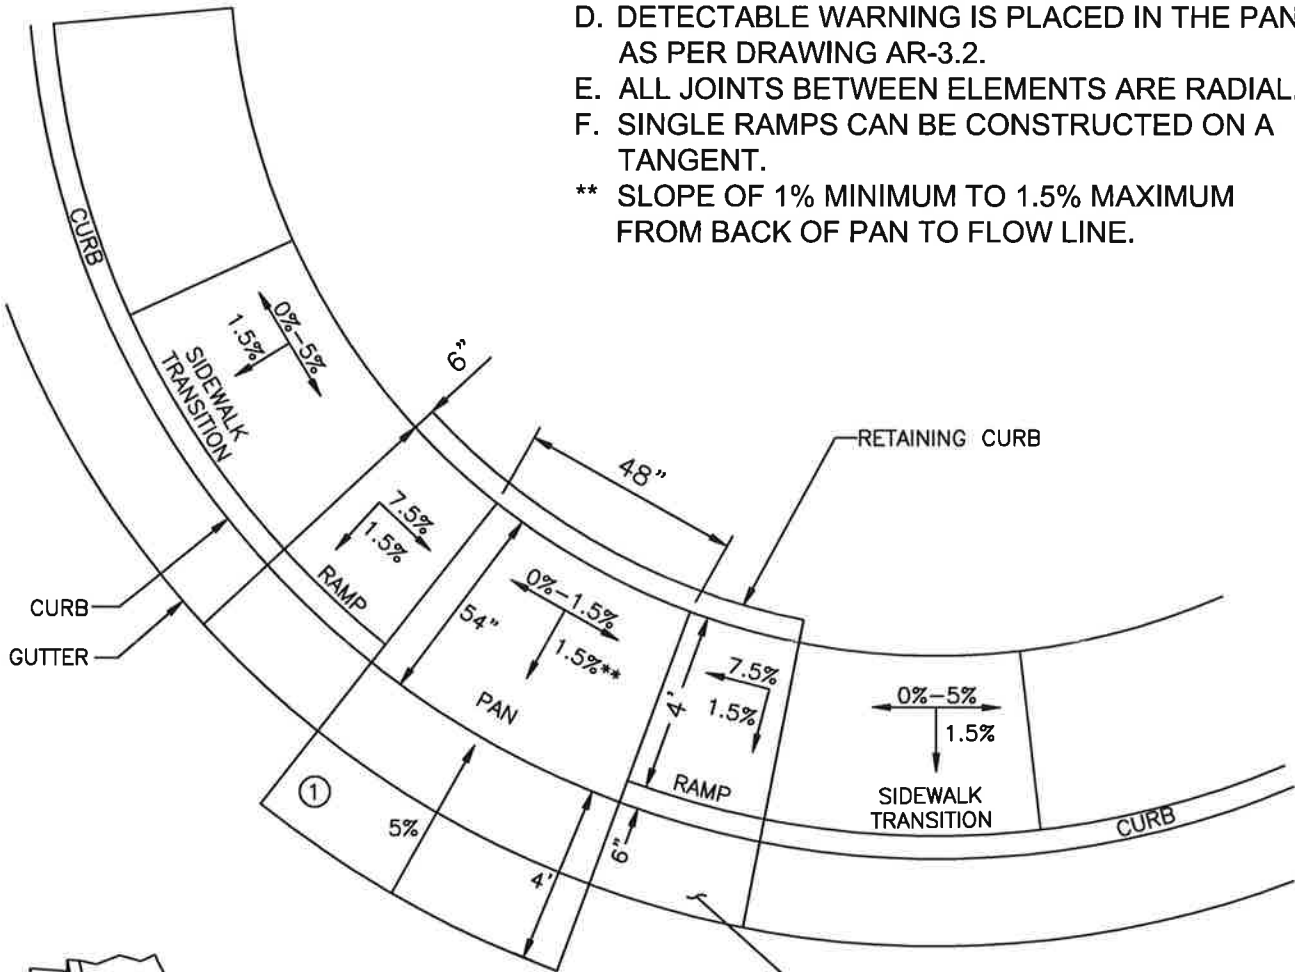 D. DETECTABLE WARNING IS PLACED IN THE PAN
AS PER DRAWING AR-3.2.
E. ALL JOINTS BETWEEN ELEMENTS ARE RADIAL.
F. SINGLE RAMPS CAN BE CONSTRUCTED ON A
TANGENT.
** SLOPE OF 1% MINIMUM TO 1.5% MAXIMUM
FROM BACK OF PAN TO FLOW LINE.
CURB
0%-5%
1.5%
SIDEWALK
TRANSITION
6"
48"
RETAINING CURB
7.5%
1.5%
RAMP
CURB
GUTTER
54"
0%-1.5%
1.5%**
PAN
4'
7.5%
1.5%
RAMP
0%-5%
1.5%
SIDEWALK
TRANSITION
CURB
1
5%
4'
6"